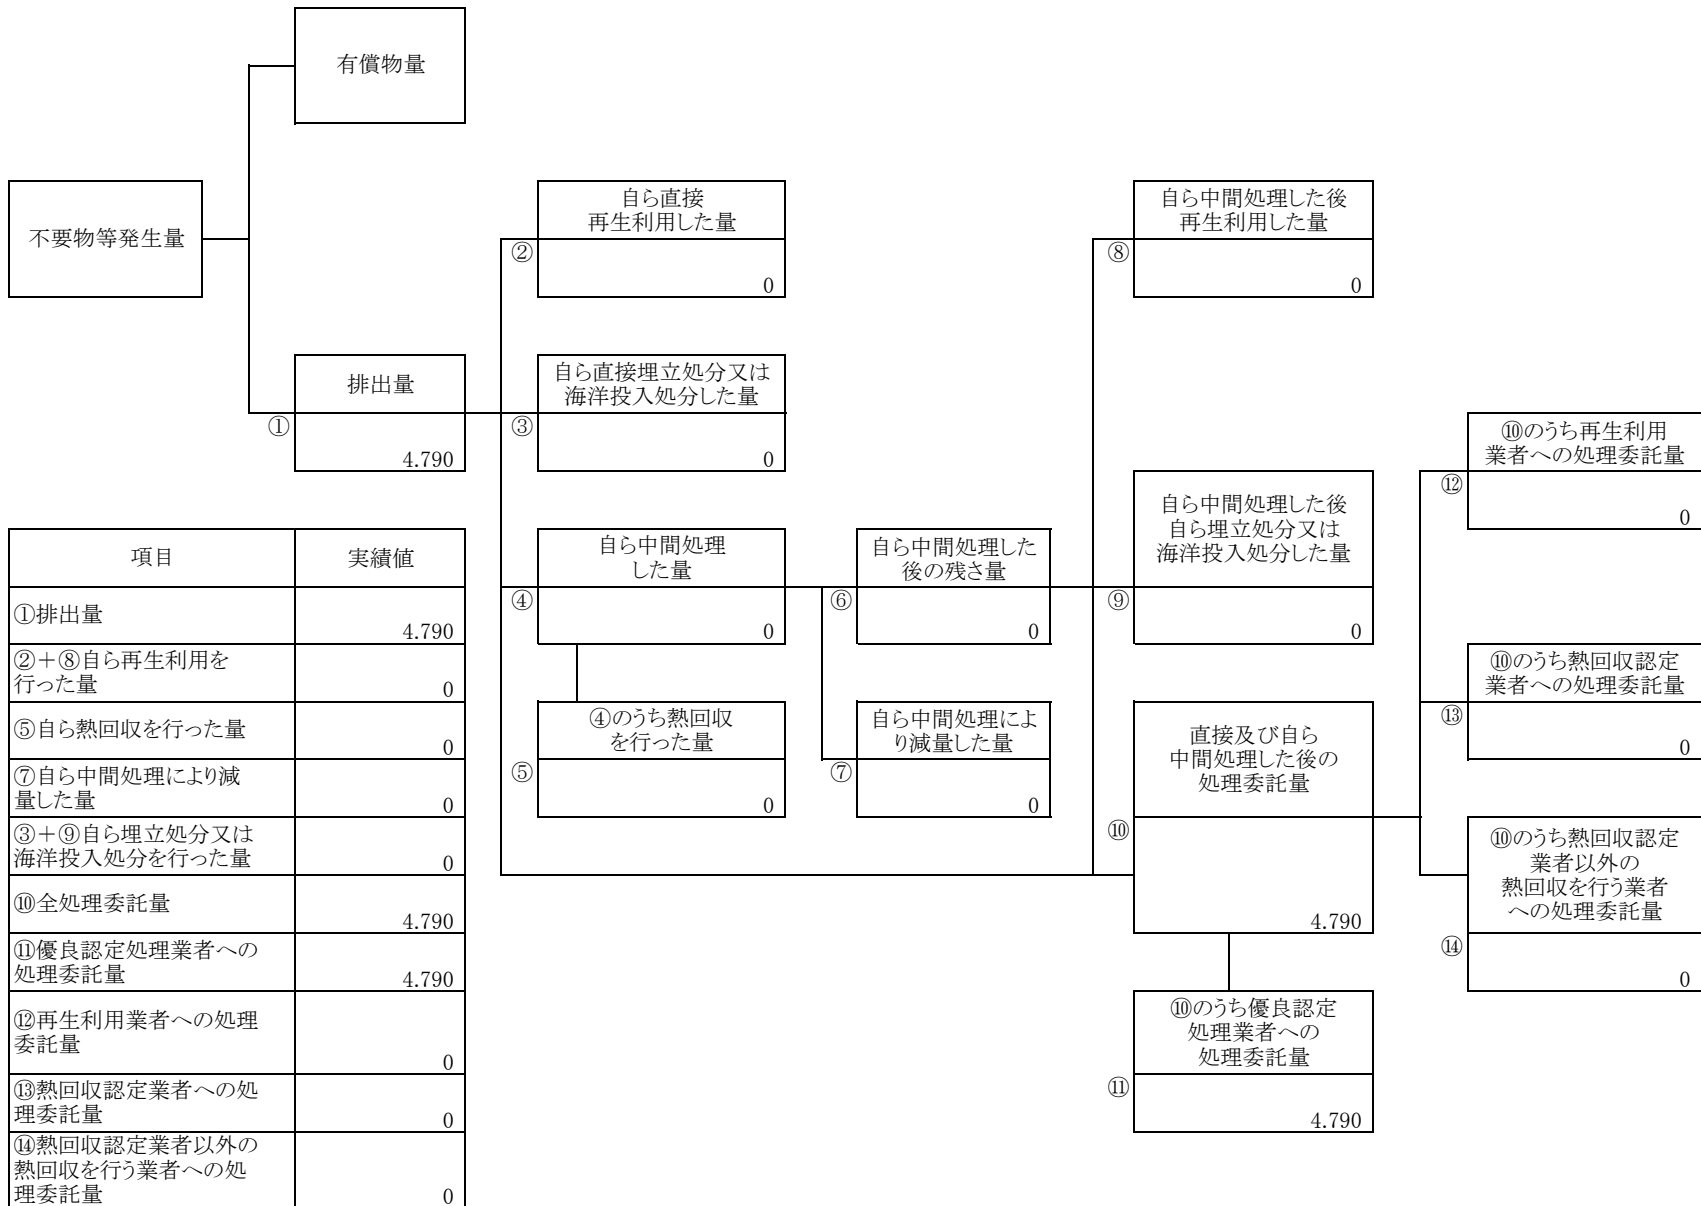 有償物量
不要物等発生量
自ら直接
再生利用した量
②
0
自ら中間処理した後
再生利用した量
⑧
0
排出量
①
4.790
自ら直接埋立処分又は
海洋投入処分した量
③
0
⑩のうち再生利用
業者への処理委託量
⑫
0
自ら中間処理
した量
④
0
自ら中間処理した
後の残さ量
⑥
0
自ら中間処理した後
自ら埋立処分又は
海洋投入処分した量
⑨
0
④のうち熱回収
を行った量
⑤
0
自ら中間処理によ
り減量した量
⑦
0
直接及び自ら
中間処理した後の
処理委託量
⑩
4.790
⑩のうち熱回収認定
業者への処理委託量
⑬
0
⑩のうち熱回収認定
業者以外の
熱回収を行う業者
への処理委託量
⑭
0
⑩のうち優良認定
処理業者への
処理委託量
⑪
4.790
項目 実績値
①排出量
4.790
②＋⑧自ら再生利用を
行った量
0
⑤自ら熱回収を行った量
0
⑦自ら中間処理により減
量した量
0
③＋⑨自ら埋立処分又は
海洋投入処分を行った量
0
⑩全処理委託量
4.790
⑪優良認定処理業者への
処理委託量
4.790
⑫再生利用業者への処理
委託量
0
⑬熱回収認定業者への処
理委託量
0
⑭熱回収認定業者以外の
熱回収を行う業者への処
理委託量
0